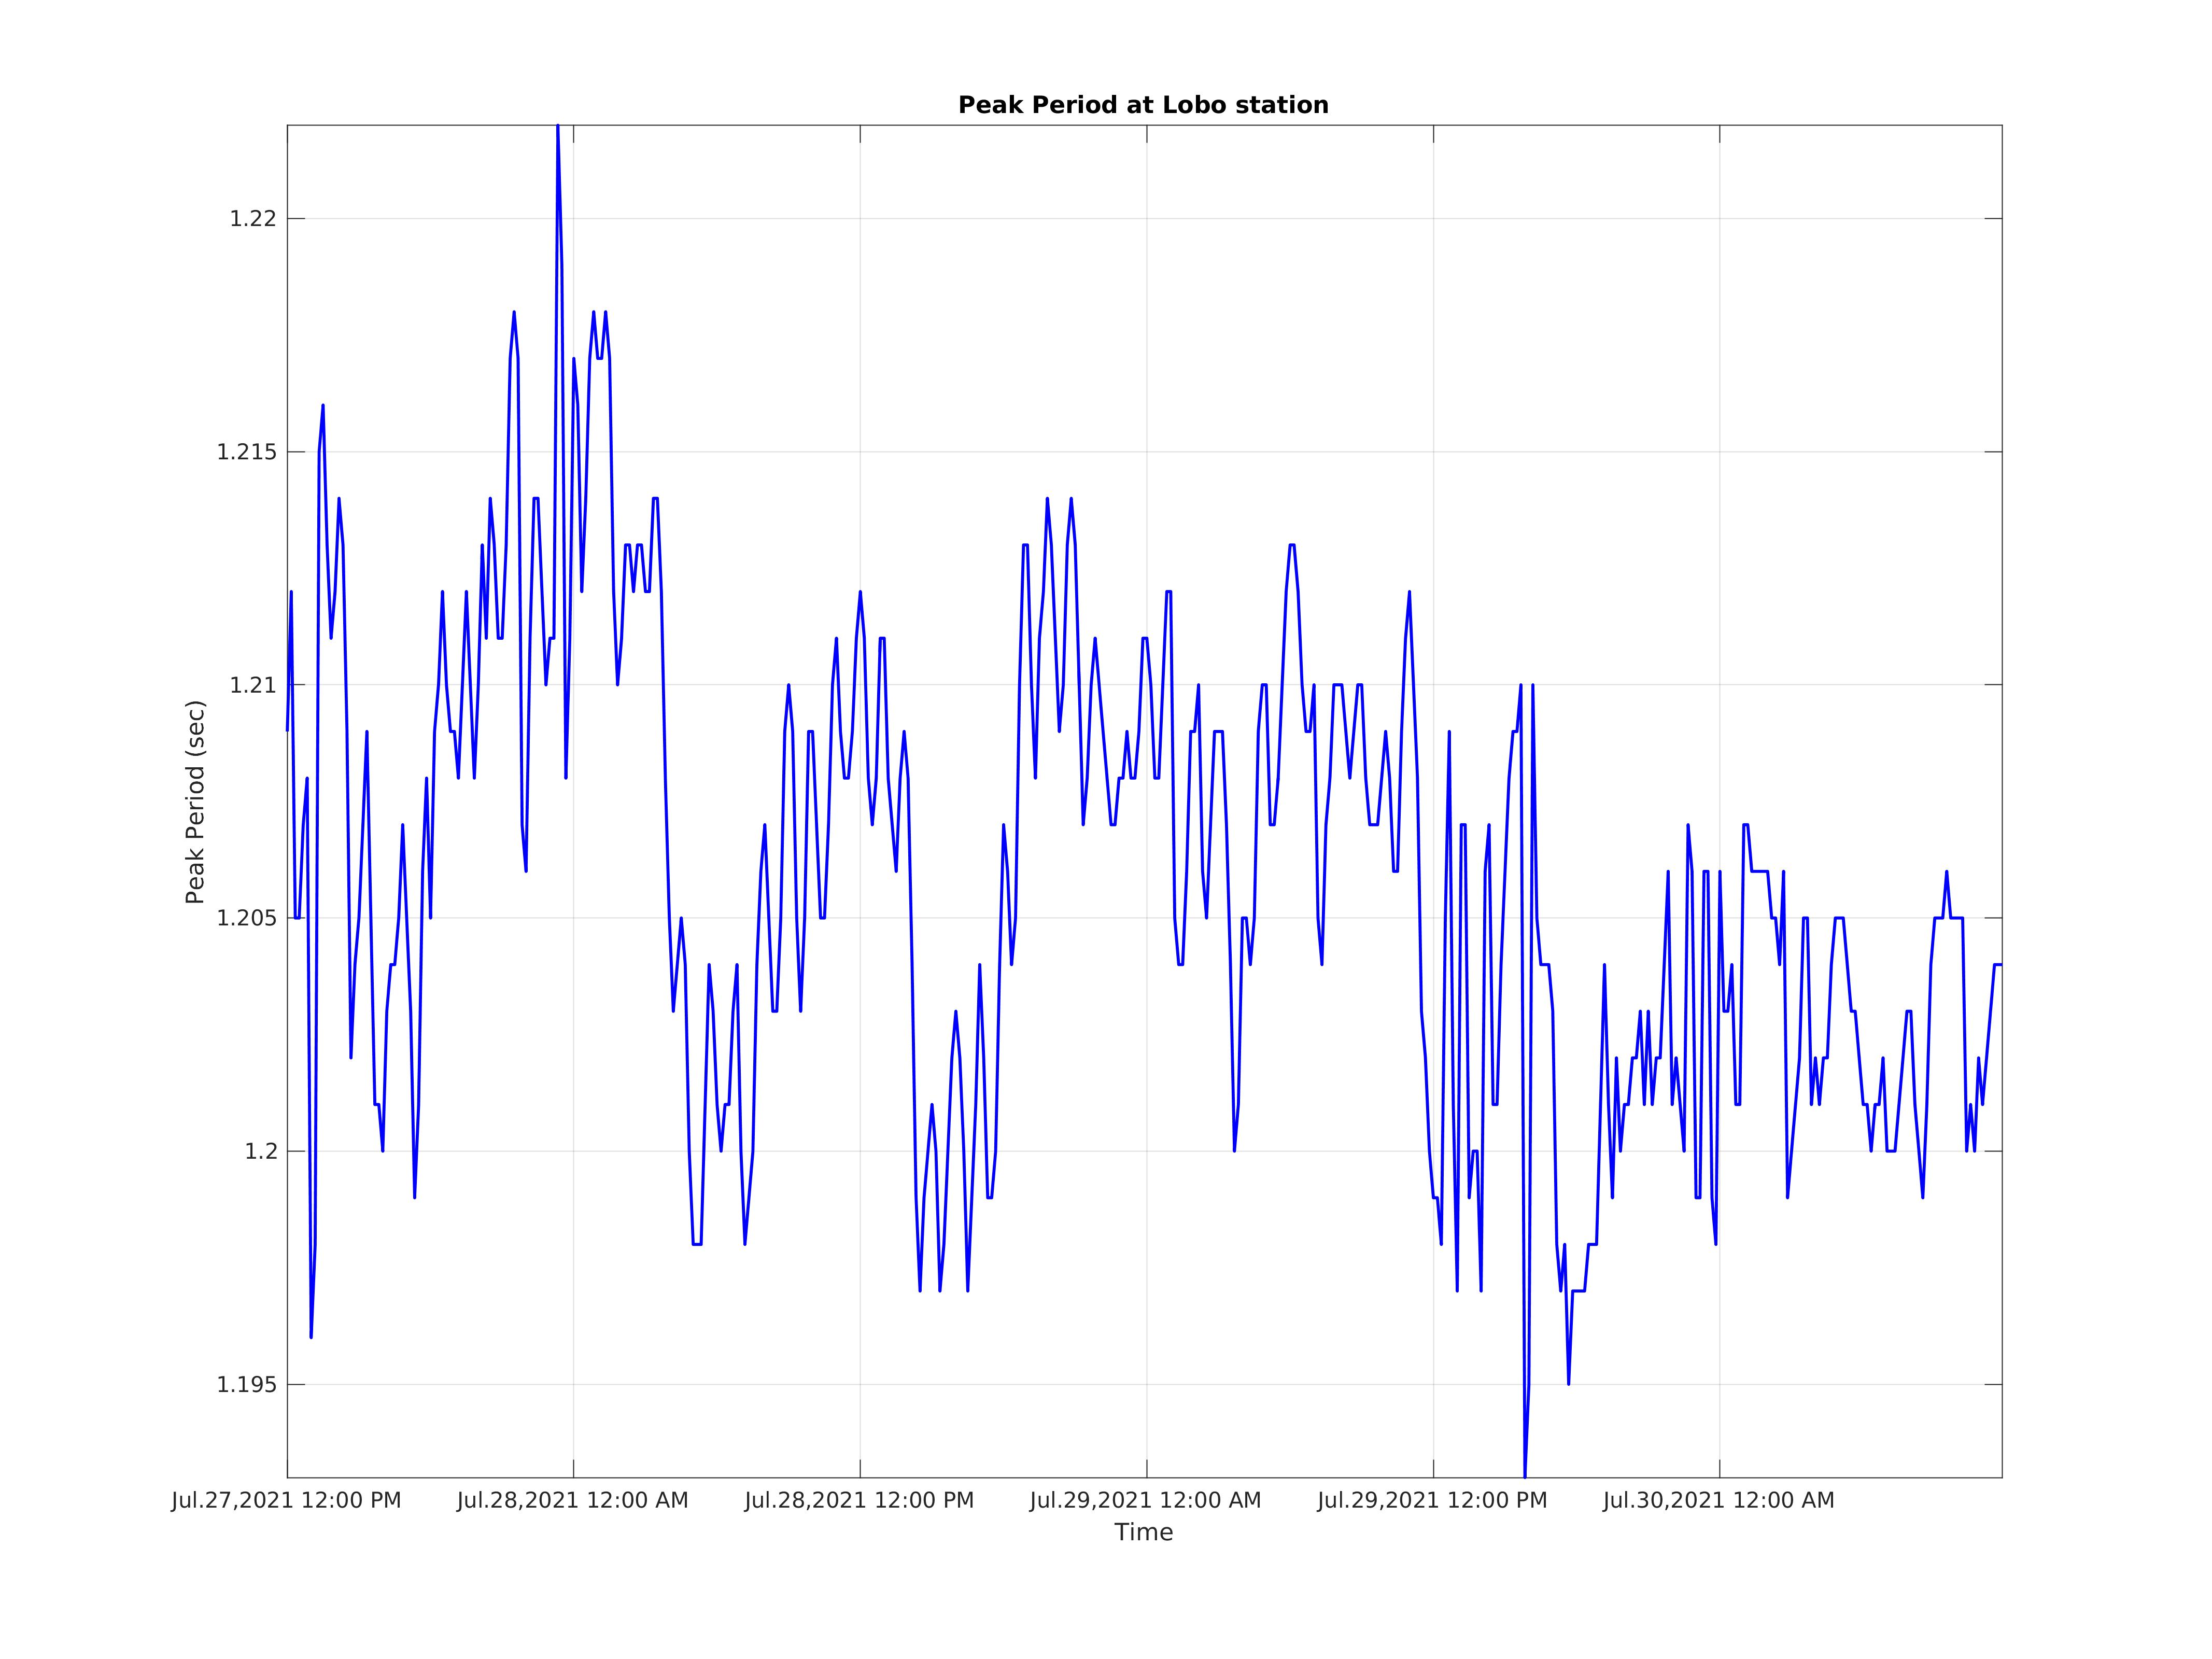 Peak Period at Lobo station
Peak Period (sec)
1.22
1.215
1.21
1.205
1.2
1.195
Jul.27,2021 12:00 PM
Jul.28,2021 12:00 AM
Jul.28,2021 12:00 PM
Jul.29,2021 12:00 AM
Jul.29,2021 12:00 PM
Jul.30,2021 12:00 AM
Time